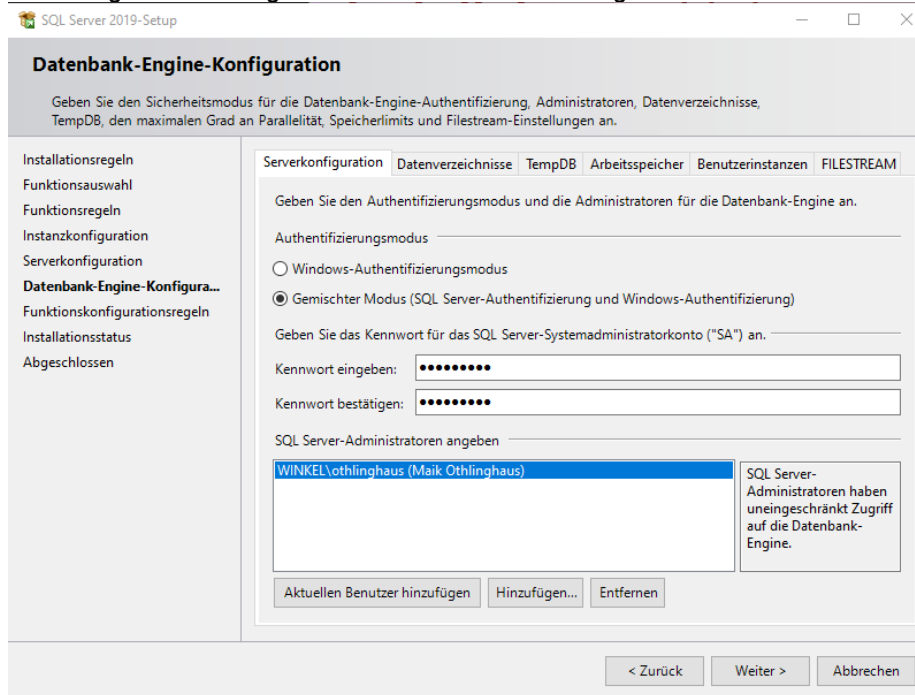 SQL Server 2019-Setup
Datenbank-Engine-Konfiguration
Geben Sie den Sicherheitsmodus für die Datenbank-Engine-Authentifizierung, Administratoren, Datenverzeichnisse,
TempDB, den maximalen Grad an Parallelität, Speicherlimits und Filestream-Einstellungen an.
Installationsregeln
Funktionsauswahl
Funktionsregeln
Instanzkonfiguration
Serverkonfiguration
Datenbank-Engine-Konfigura...
Funktionskonfigurationsregeln
Installationsstatus
Abgeschlossen
Serverkonfiguration Datenverzeichnisse TempDB Arbeitsspeicher Benutzerinstanzen FILESTREAM
Geben Sie den Authentifizierungsmodus und die Administratoren für die Datenbank-Engine an.
Authentifizierungsmodus
Windows-Authentifizierungsmodus
Gemischter Modus (SQL Server-Authentifizierung und Windows-Authentifizierung)
Geben Sie das Kennwort für das SQL Server-Systemadministratorkonto ("SA") an.
Kennwort eingeben: •••••••••
Kennwort bestätigen: •••••••••
SQL Server-Administratoren angeben
WINKEL\othlinghaus (Maik Othlinghaus)
SQL Server-
Administratoren haben
uneingeschränkt Zugriff
auf die Datenbank-
Engine.
Aktuellen Benutzer hinzufügen Hinzufügen... Entfernen
< Zurück Weiter > Abbrechen